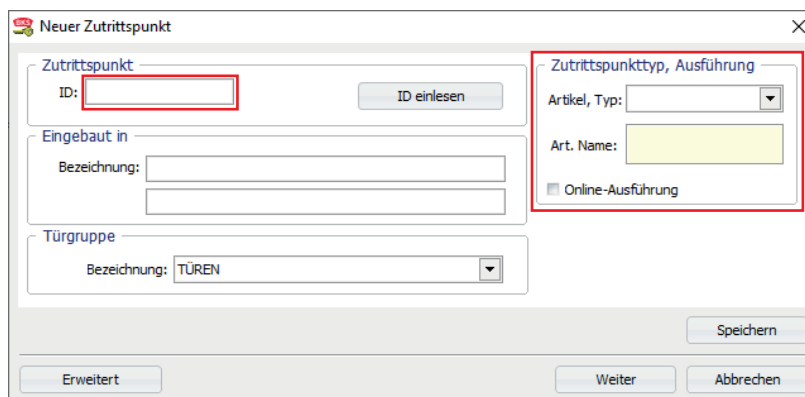 Neuer Zutrittspunkt
Zutrittspunkt
ID:
ID einlesen
Eingebaut in
Bezeichnung:
Türgruppe
Bezeichnung: TÜREN
Zutrittspunkttyp, Ausführung
Artikel, Typ:
Art. Name:
Online-Ausführung
Speichern
Erweitert
Weiter
Abbrechen